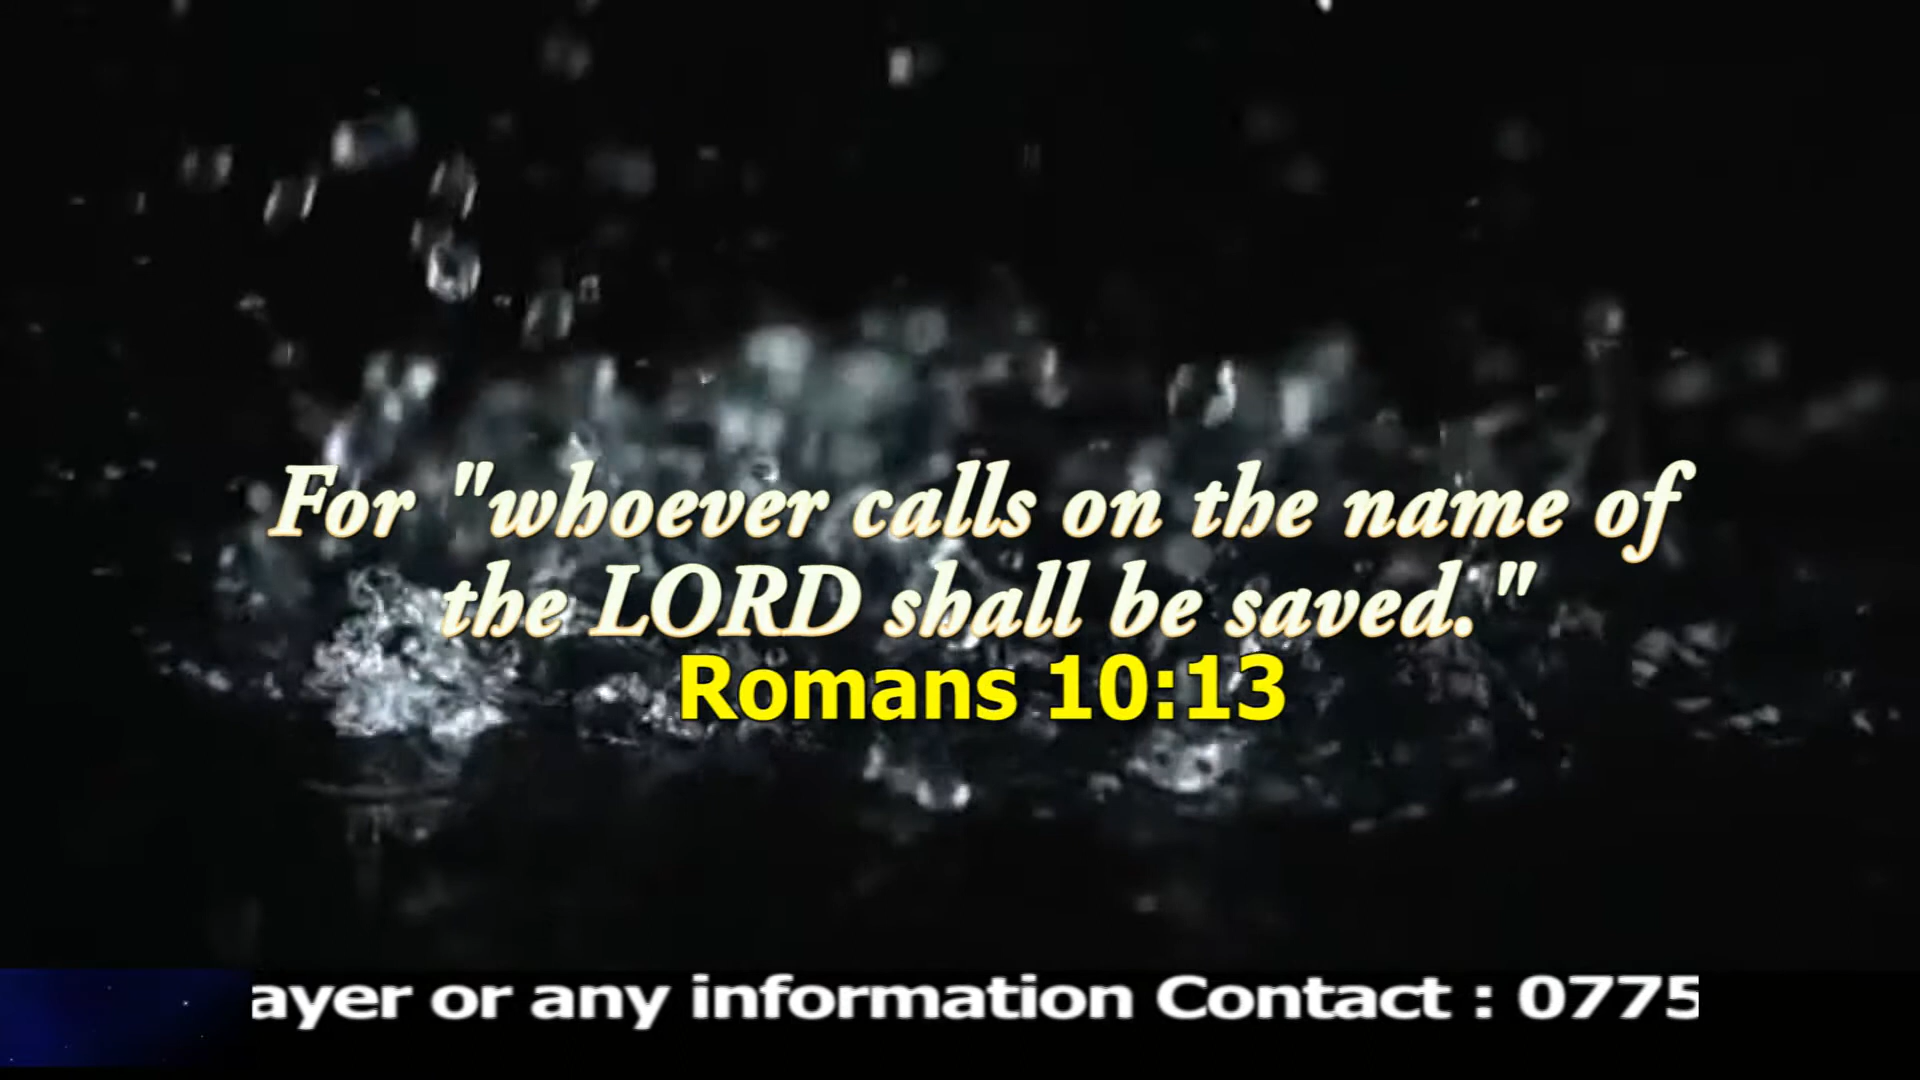 For "whoever calls on the name of
the LORD shall be saved."
Romans 10:13
ayer or any information Contact : 0775